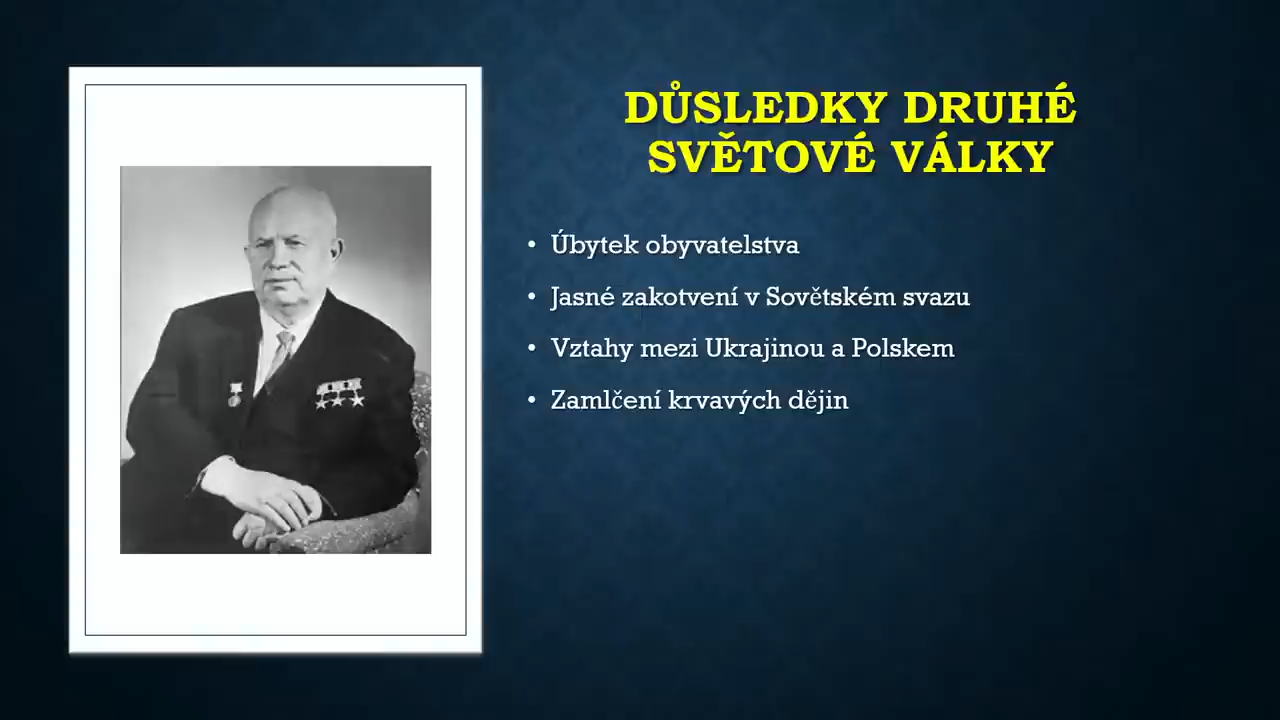 DŮSLEDKY DRUHÉ
SVĚTOVÉ VÁLKY
• Úbytek obyvatelstva
• Jasné zakotvení v Sovětském svazu
• Vztahy mezi Ukrajinou a Polskem
• Zamlčení krvavých dějin